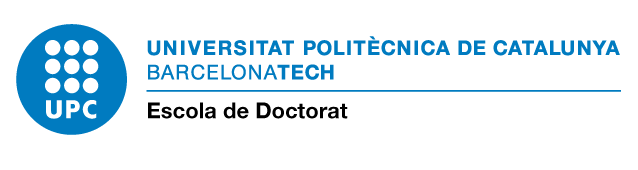 UPC
UNIVERSITAT POLITÈCNICA DE CATALUNYA
BARCELONATECH
Escola de Doctorat